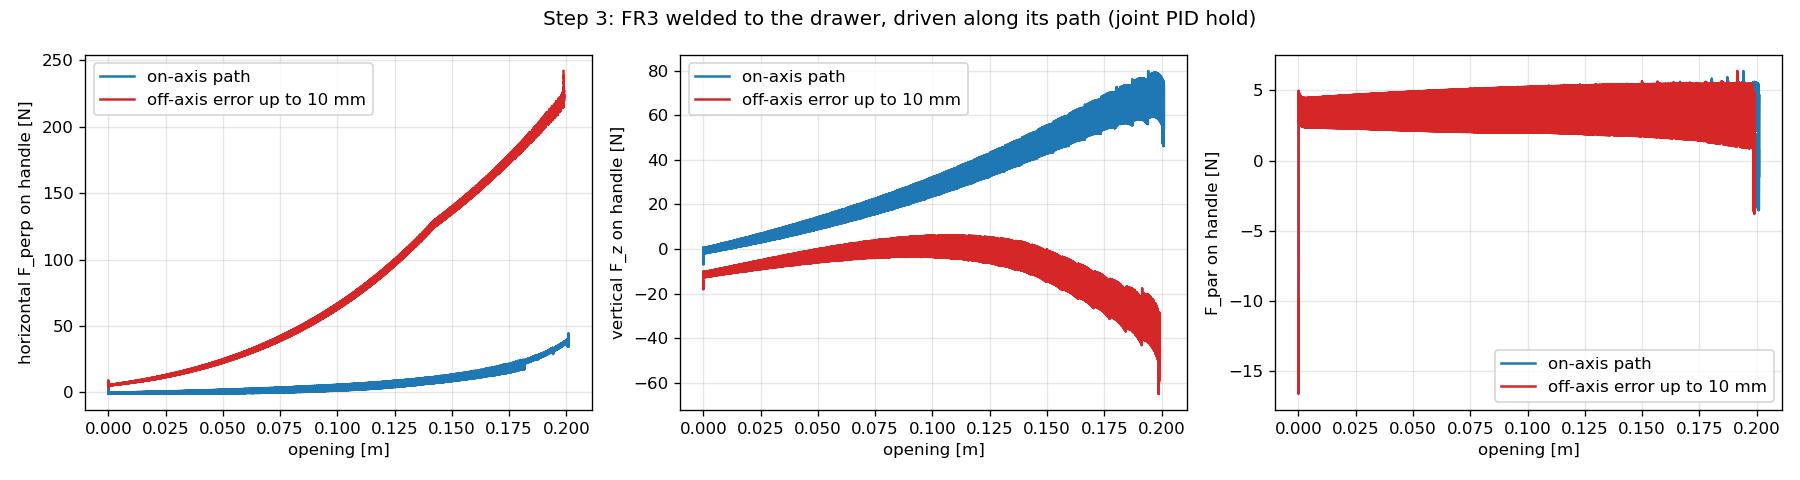 Step 3: FR3 welded to the drawer, driven along its path (joint PID hold)
horizontal F_perp on handle [N]
250
200
150
100
50
0
on-axis path
off-axis error up to 10 mm
0.000 0.025 0.050 0.075 0.100 0.125 0.150 0.175 0.200
opening [m]
vertical F_z on handle [N]
80
60
40
20
0
−20
−40
−60
on-axis path
off-axis error up to 10 mm
0.000 0.025 0.050 0.075 0.100 0.125 0.150 0.175 0.200
opening [m]
F_par on handle [N]
5
0
−5
−10
−15
on-axis path
off-axis error up to 10 mm
0.000 0.025 0.050 0.075 0.100 0.125 0.150 0.175 0.200
opening [m]